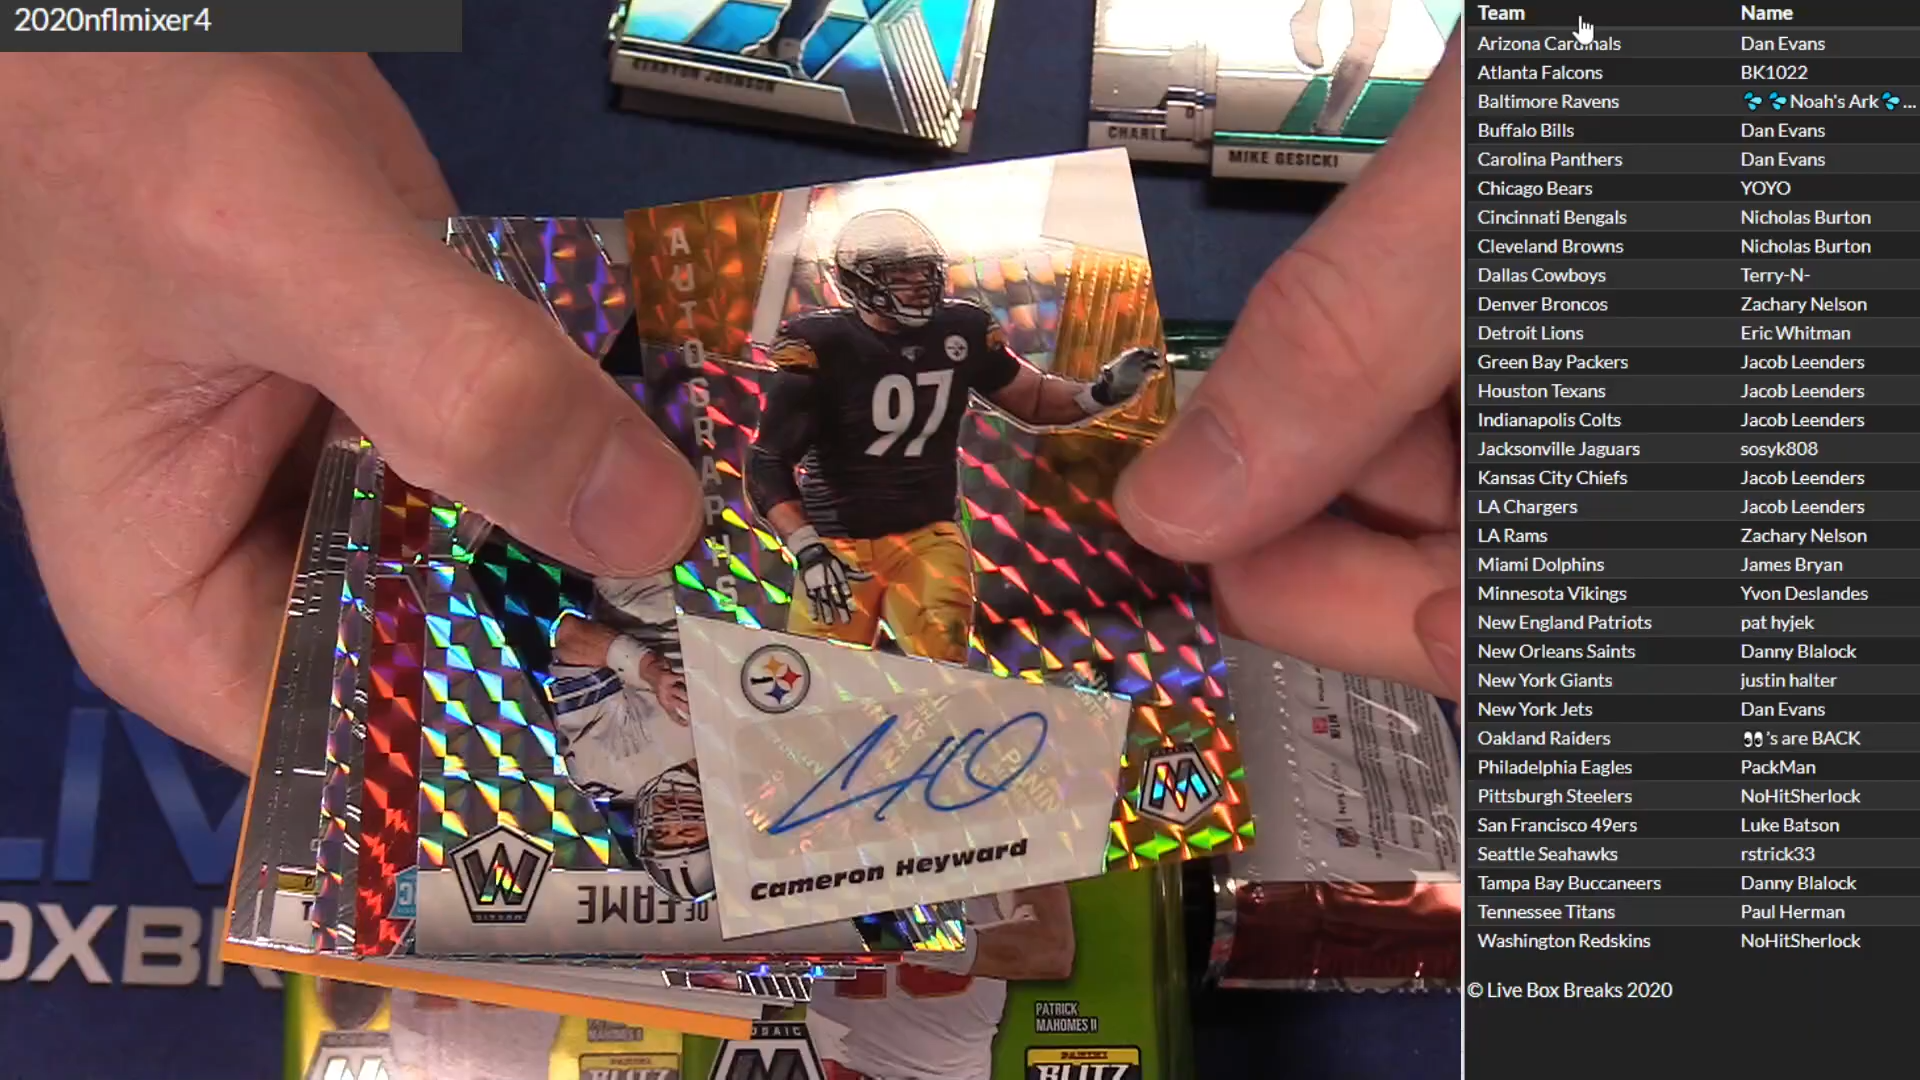 2020nflmixer4
KERRYON JOHNSON
MIKE GESICKI
AUTOGRAPHS
97
Cameron Heyward
OF FAME
MOSAIC
PATRICK
MAHOMES II
PANINI
BLITZ
Team Name
Arizona Cardinals Dan Evans
Atlanta Falcons BK1022
Baltimore Ravens 💦💦Noah's Ark💦...
Buffalo Bills Dan Evans
Carolina Panthers Dan Evans
Chicago Bears YOYO
Cincinnati Bengals Nicholas Burton
Cleveland Browns Nicholas Burton
Dallas Cowboys Terry-N-
Denver Broncos Zachary Nelson
Detroit Lions Eric Whitman
Green Bay Packers Jacob Leenders
Houston Texans Jacob Leenders
Indianapolis Colts Jacob Leenders
Jacksonville Jaguars sosyk808
Kansas City Chiefs Jacob Leenders
LA Chargers Jacob Leenders
LA Rams Zachary Nelson
Miami Dolphins James Bryan
Minnesota Vikings Yvon Deslandes
New England Patriots pat hyjek
New Orleans Saints Danny Blalock
New York Giants justin halter
New York Jets Dan Evans
Oakland Raiders 👀's are BACK
Philadelphia Eagles PackMan
Pittsburgh Steelers NoHitSherlock
San Francisco 49ers Luke Batson
Seattle Seahawks rstrick33
Tampa Bay Buccaneers Danny Blalock
Tennessee Titans Paul Herman
Washington Redskins NoHitSherlock
© Live Box Breaks 2020